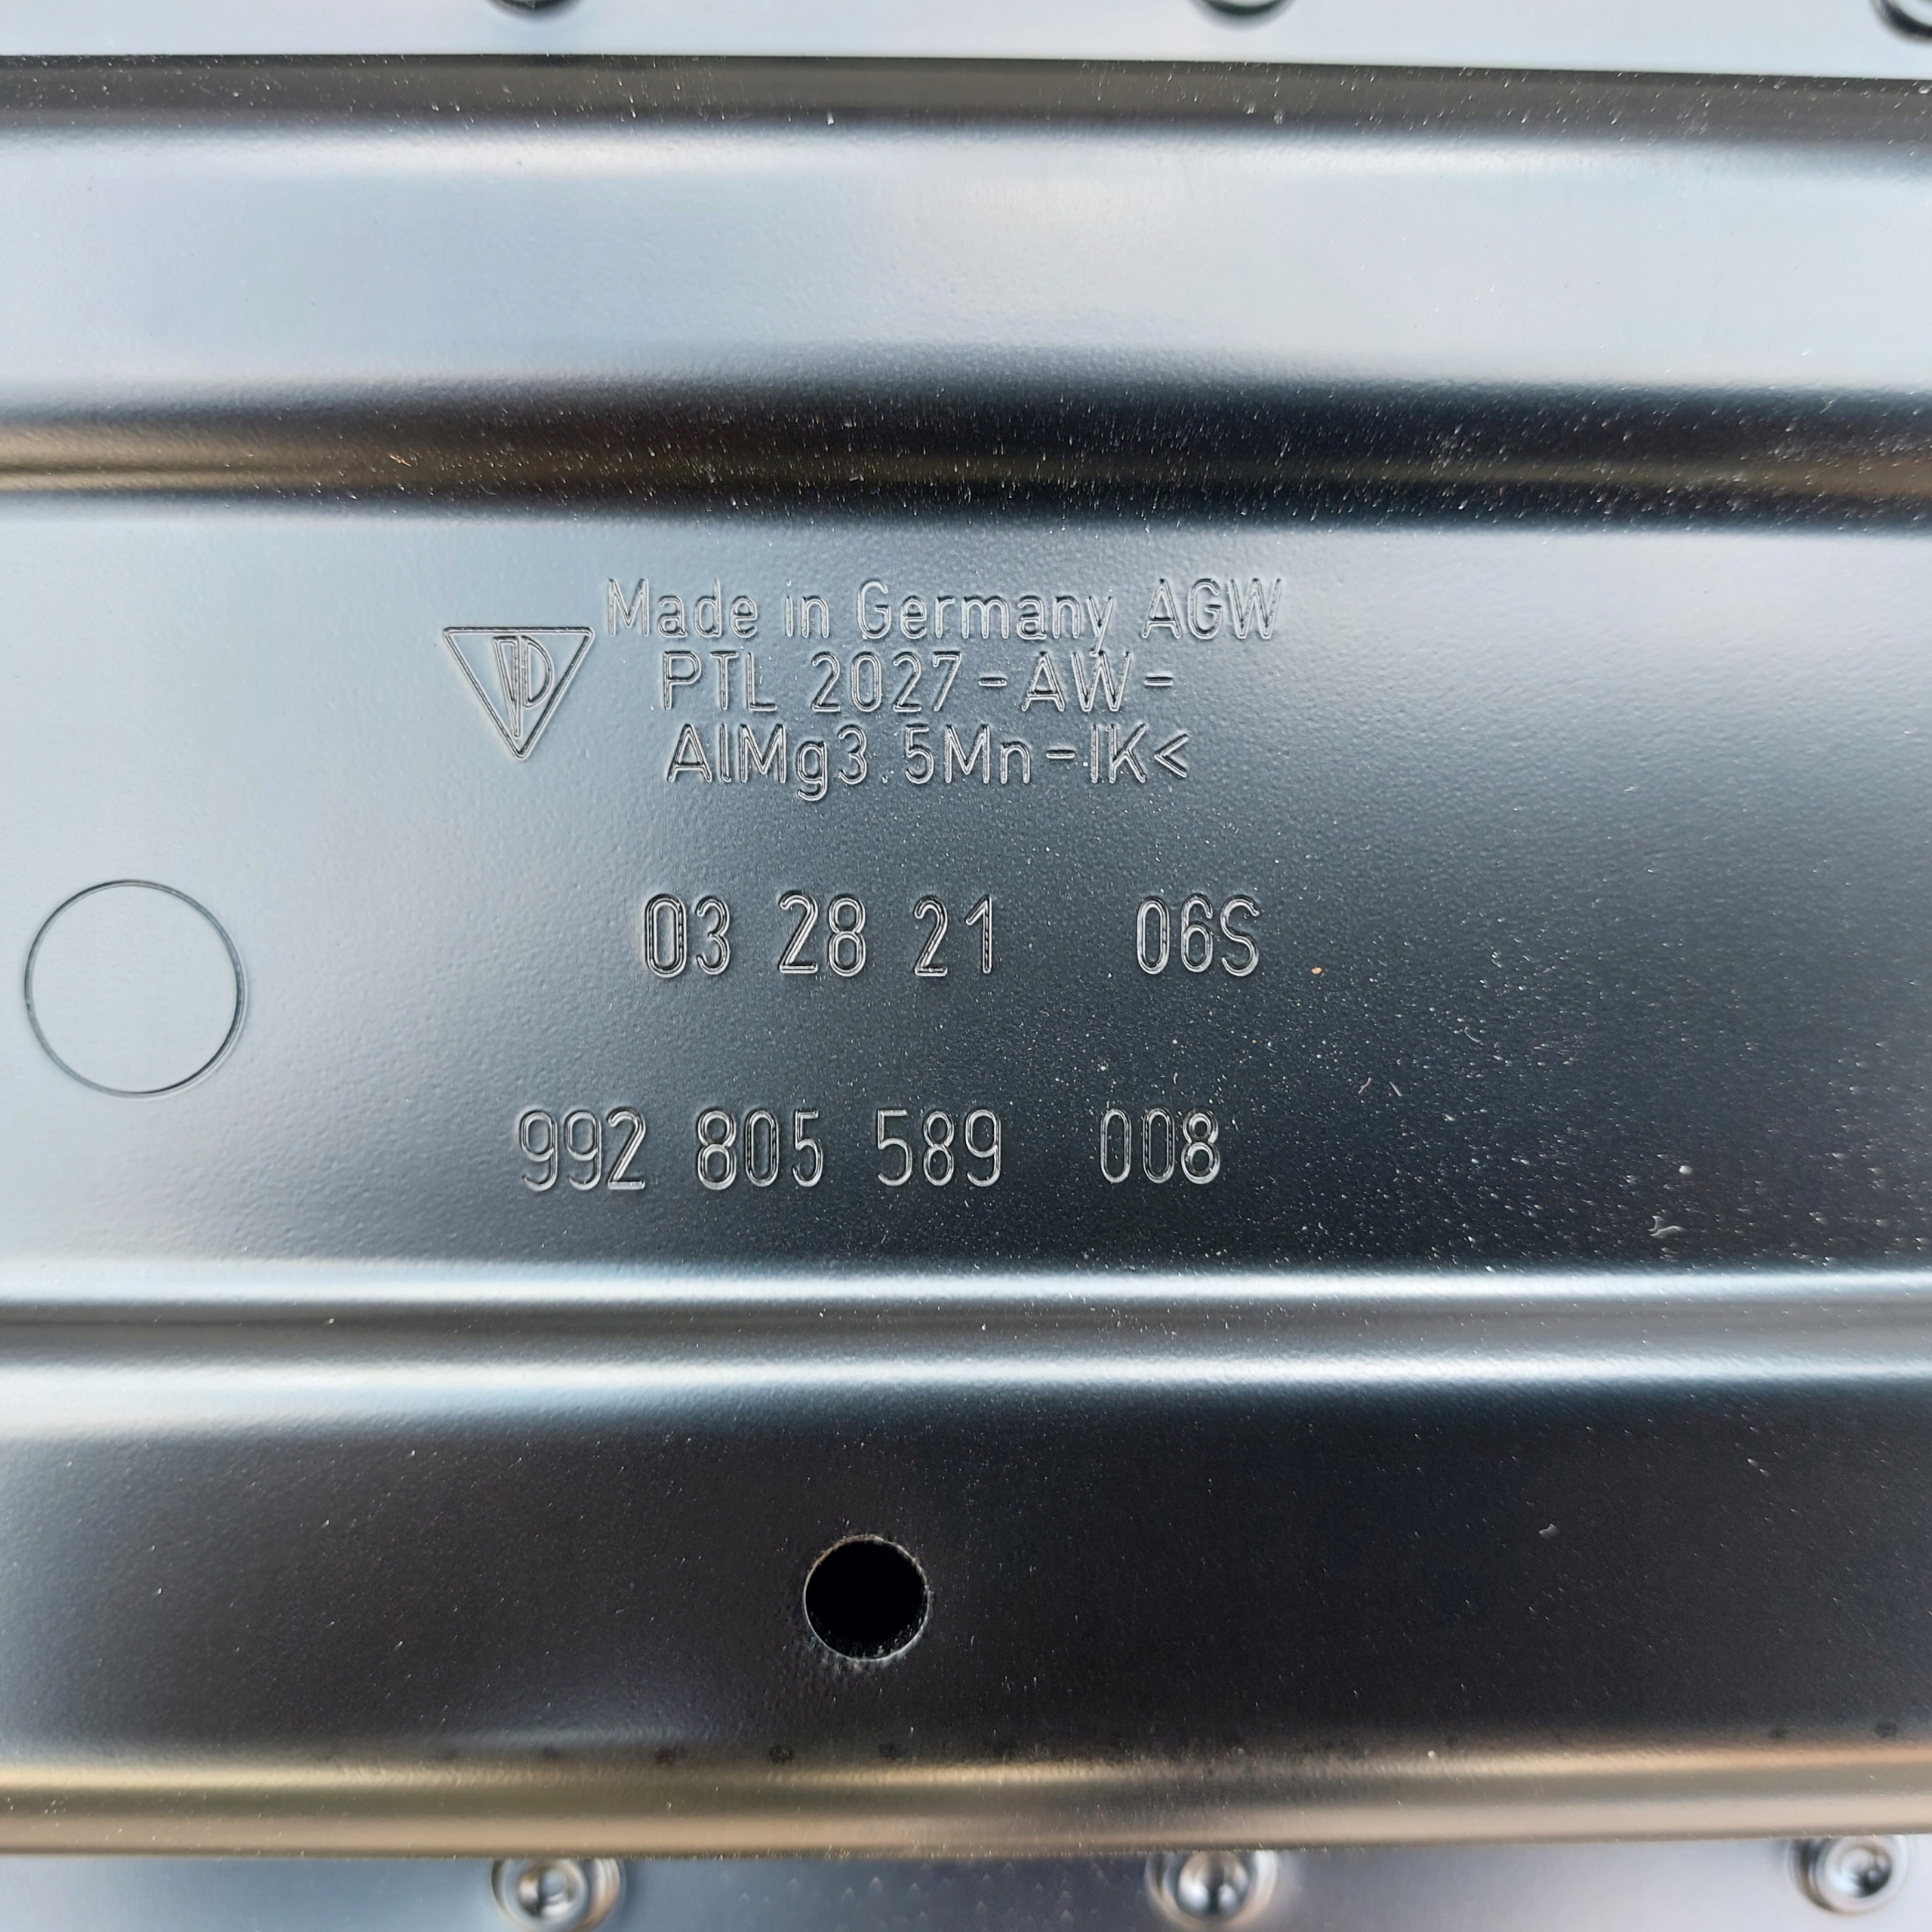 Made in Germany AGW
PTL 2027-AW-
AlMg3.5Mn-IK<
03 28 21 06S
992 805 589 008